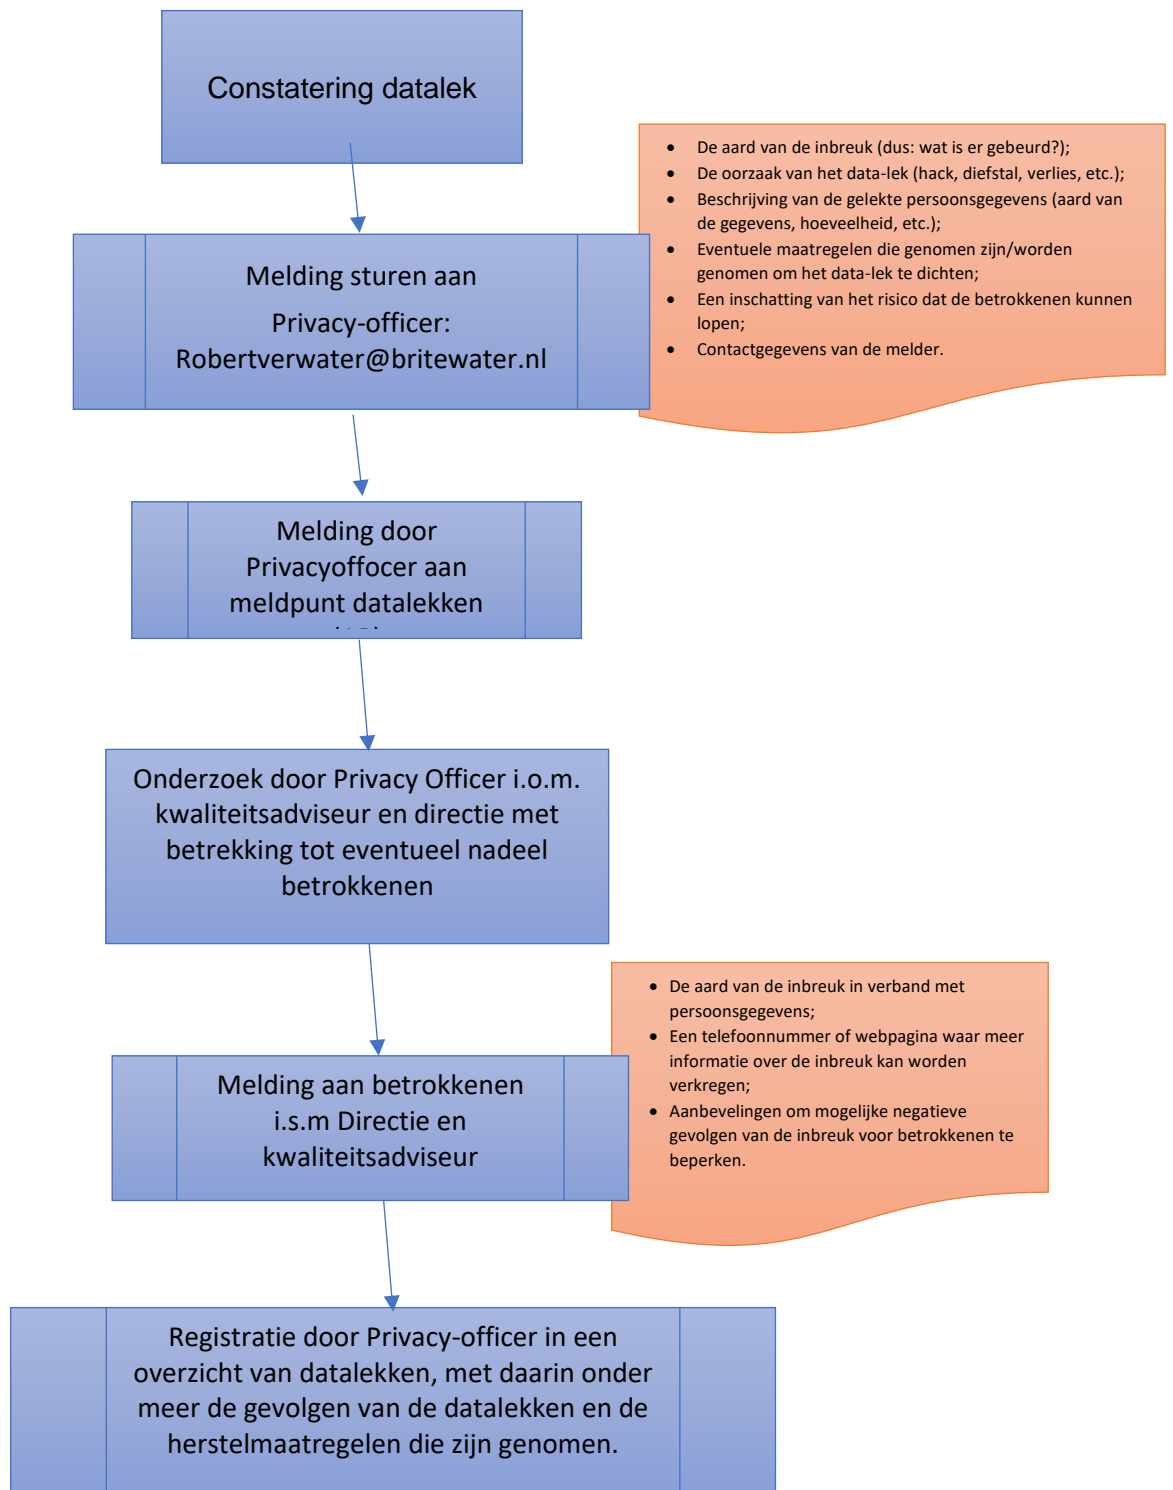 Constatering datalek
• De aard van de inbreuk (dus: wat is er gebeurd?);
• De oorzaak van het data-lek (hack, diefstal, verlies, etc.);
• Beschrijving van de gelekte persoonsgegevens (aard van
de gegevens, hoeveelheid, etc.);
• Eventuele maatregelen die genomen zijn/worden
genomen om het data-lek te dichten;
• Een inschatting van het risico dat de betrokkenen kunnen
lopen;
• Contactgegevens van de melder.
Melding sturen aan
Privacy-officer:
Robertverwater@britewater.nl
Melding door
Privacyoffocer aan
meldpunt datalekken
Onderzoek door Privacy Officer i.o.m.
kwaliteitsadviseur en directie met
betrekking tot eventueel nadeel
betrokkenen
• De aard van de inbreuk in verband met
persoonsgegevens;
• Een telefoonnummer of webpagina waar meer
informatie over de inbreuk kan worden
verkregen;
• Aanbevelingen om mogelijke negatieve
gevolgen van de inbreuk voor betrokkenen te
beperken.
Melding aan betrokkenen
i.s.m Directie en
kwaliteitsadviseur
Registratie door Privacy-officer in een
overzicht van datalekken, met daarin onder
meer de gevolgen van de datalekken en de
herstelmaatregelen die zijn genomen.